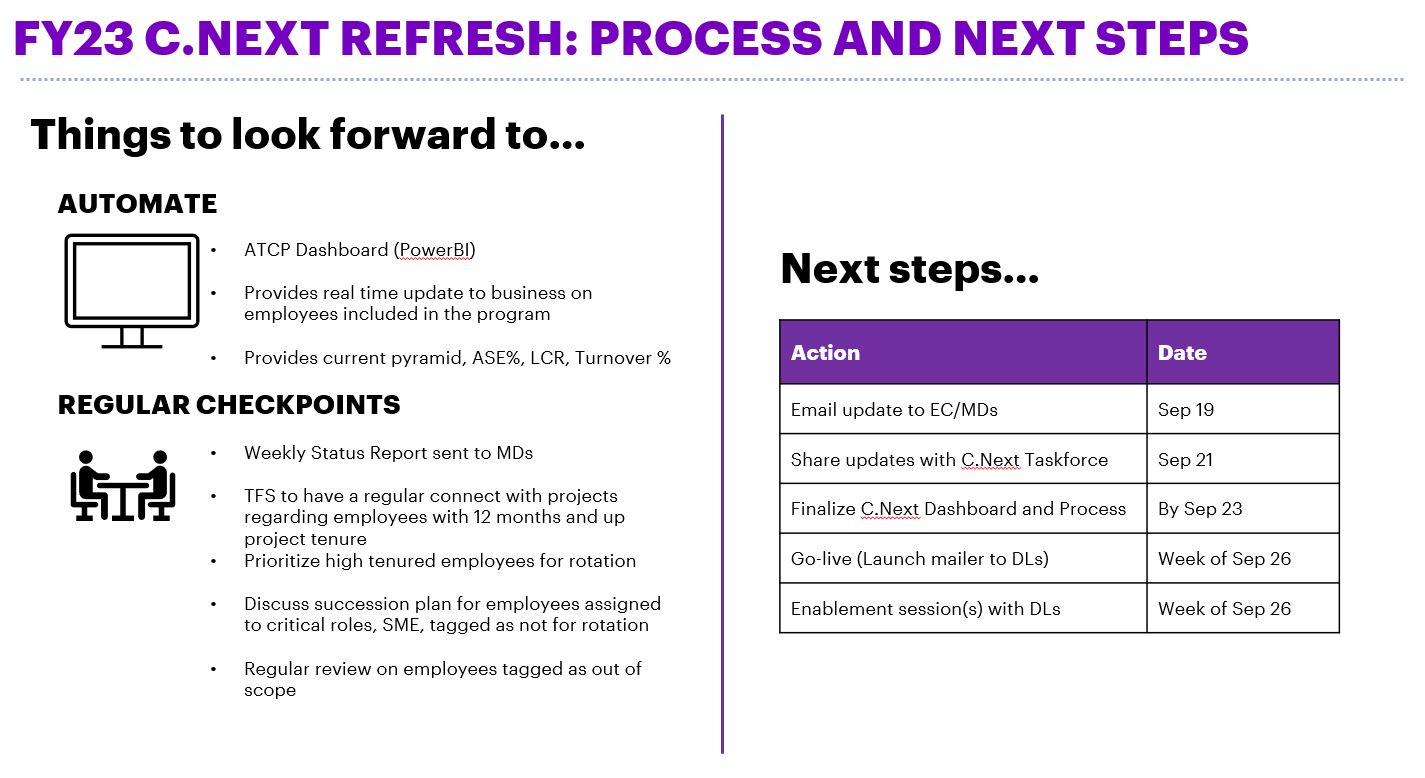 FY23 C.NEXT REFRESH: PROCESS AND NEXT STEPS
Things to look forward to...
AUTOMATE
• ATCP Dashboard (PowerBI)
• Provides real time update to business on
employees included in the program
• Provides current pyramid, ASE%, LCR, Turnover %
REGULAR CHECKPOINTS
• Weekly Status Report sent to MDs
• TFS to have a regular connect with projects
regarding employees with 12 months and up
project tenure
• Prioritize high tenured employees for rotation
• Discuss succession plan for employees assigned
to critical roles, SME, tagged as not for rotation
• Regular review on employees tagged as out of
scope
Next steps...
Action Date
Email update to EC/MDs Sep 19
Share updates with C.Next Taskforce Sep 21
Finalize C.Next Dashboard and Process By Sep 23
Go-live (Launch mailer to DLs) Week of Sep 26
Enablement session(s) with DLs Week of Sep 26